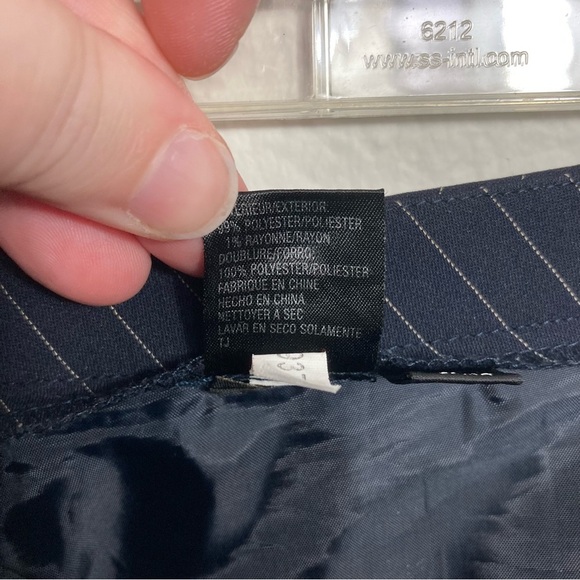 6212
www.ss-intl.com
ERIEUR/EXTERIOR
99% POLYESTER/POLIESTER
1% RAYONNE/RAYON
DOUBLURE/FORRO:
100% POLYESTER/POLIESTER
FABRIQUE EN CHINE
HECHO EN CHINA
NETTOYER A SEC
LAVAR EN SECO SOLAMENTE
TJ